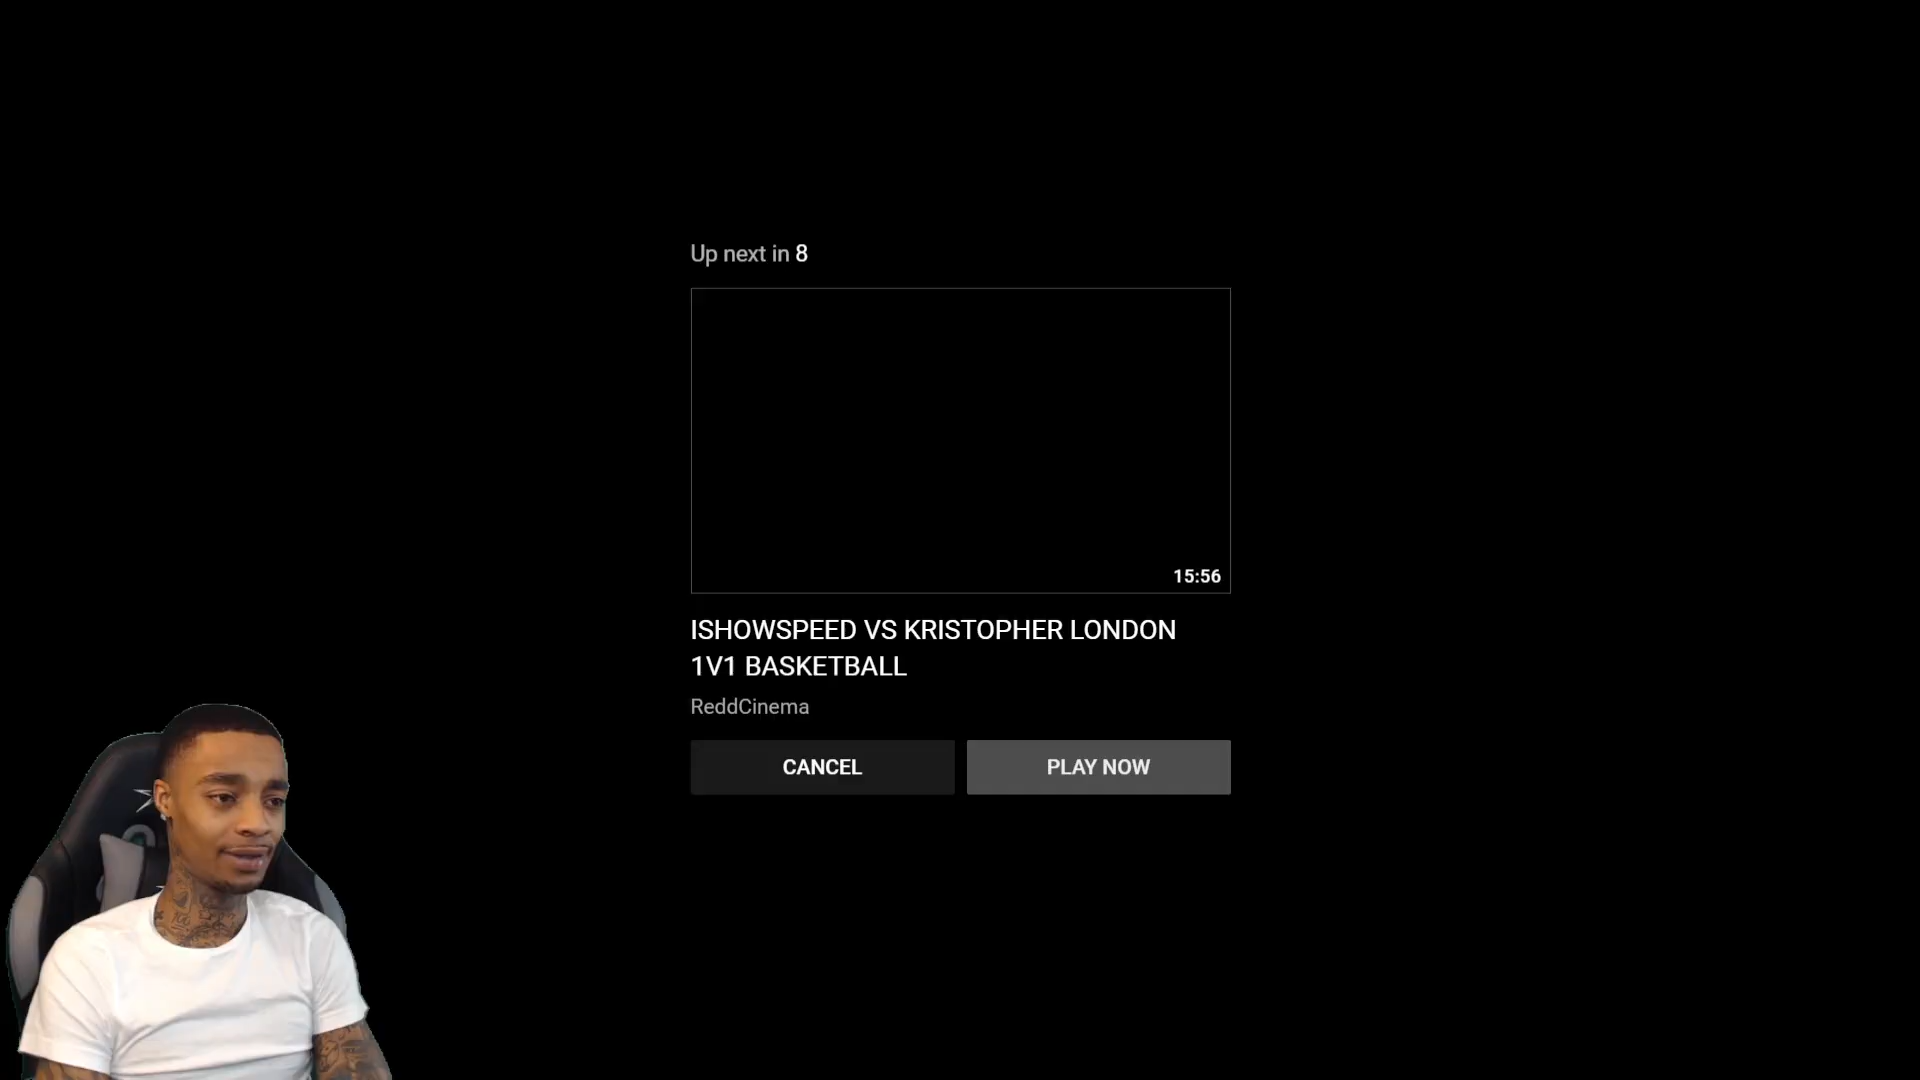 Up next in 8
15:56
ISHOWSPEED VS KRISTOPHER LONDON
1V1 BASKETBALL
ReddCinema
CANCEL
PLAY NOW